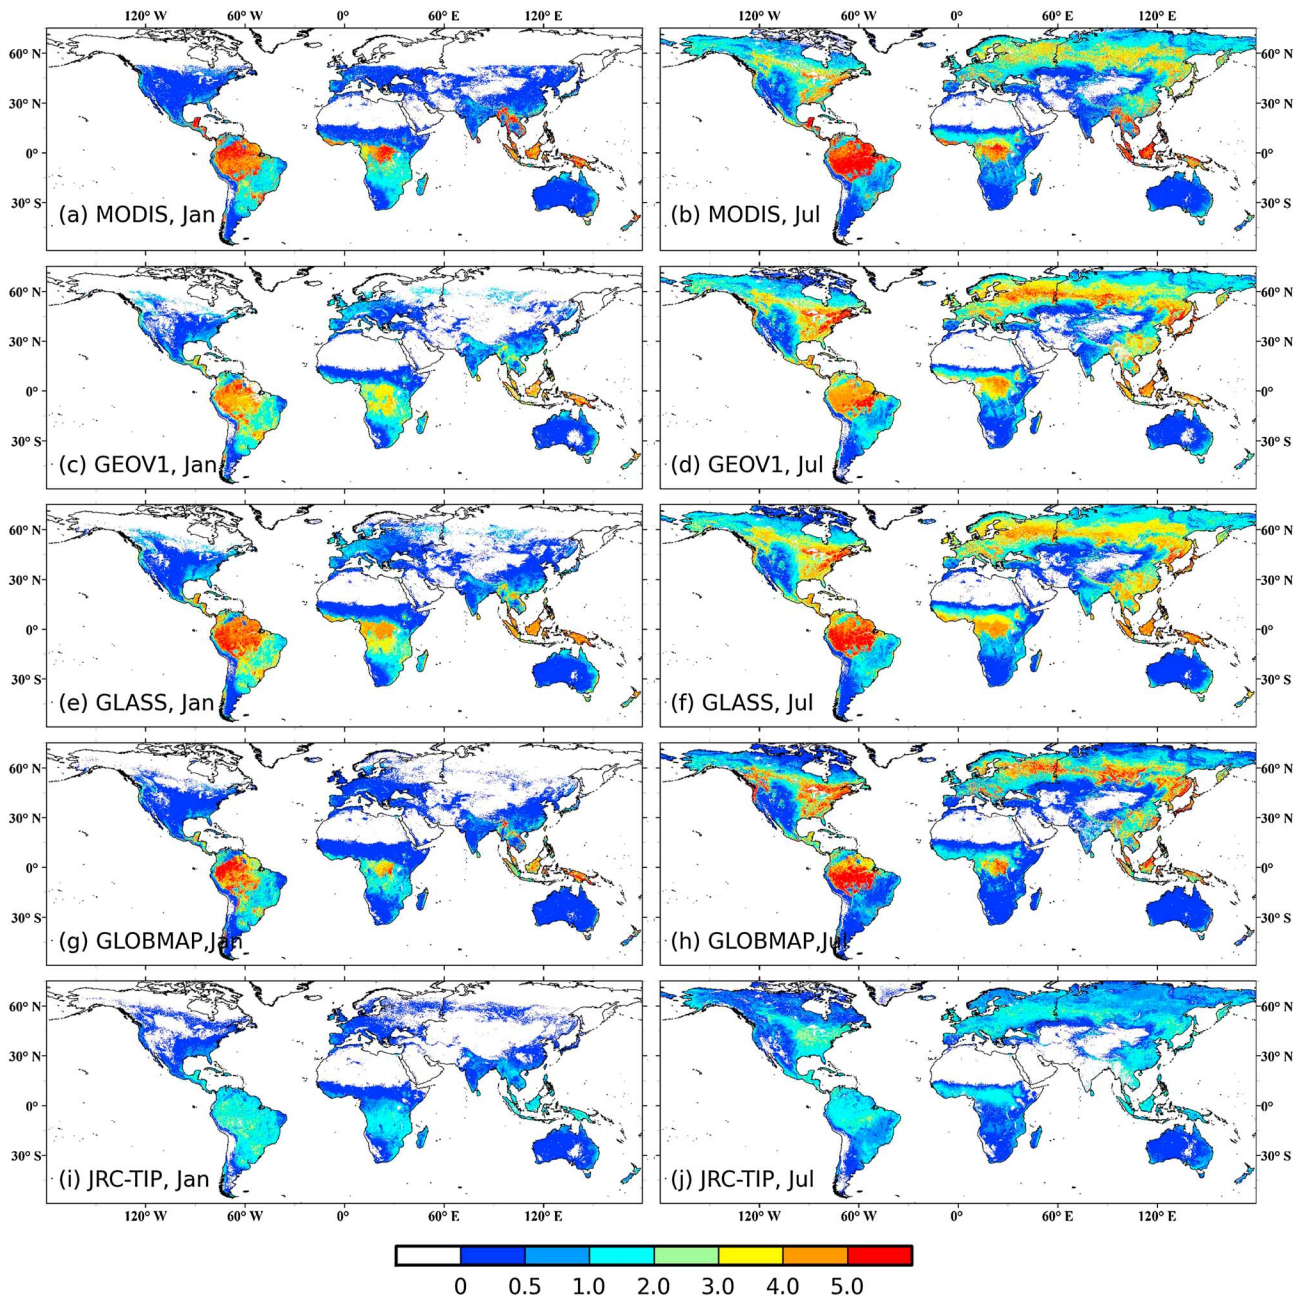 120° W 60° W 0° 60° E 120° E 120° W 60° W 0° 60° E 120° E
60° N 60° N
30° N 30° N
0° 0°
30° S 30° S
(a) MODIS, Jan (b) MODIS, Jul
60° N 60° N
30° N 30° N
0° 0°
30° S 30° S
(c) GEOV1, Jan (d) GEOV1, Jul
60° N 60° N
30° N 30° N
0° 0°
30° S 30° S
(e) GLASS, Jan (f) GLASS, Jul
60° N 60° N
30° N 30° N
0° 0°
30° S 30° S
(g) GLOBMAP,Jan (h) GLOBMAP,Jul
60° N 60° N
30° N 30° N
0° 0°
30° S 30° S
(i) JRC-TIP, Jan (j) JRC-TIP, Jul
120° W 60° W 0° 60° E 120° E 120° W 60° W 0° 60° E 120° E
0 0.5 1.0 2.0 3.0 4.0 5.0